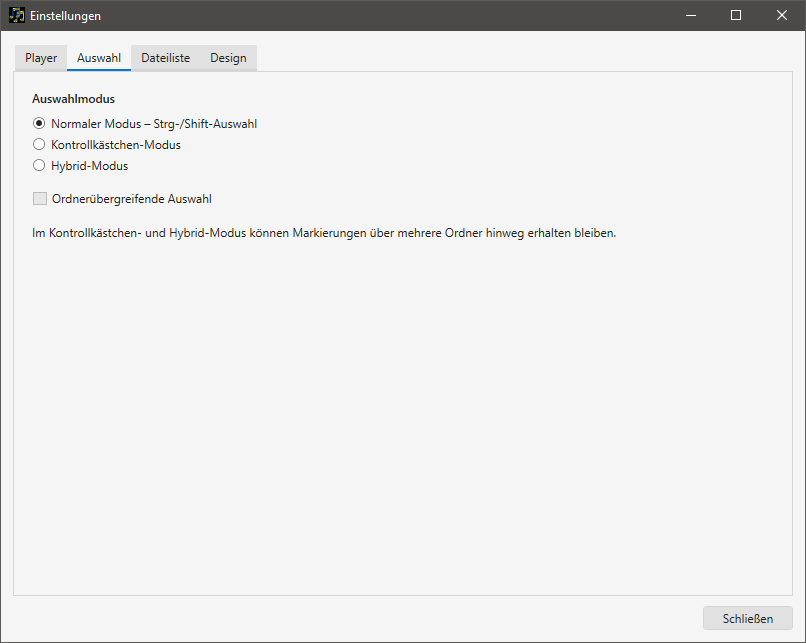 Einstellungen
Player Auswahl Dateiliste Design
Auswahlmodus
Normaler Modus – Strg-/Shift-Auswahl
Kontrollkästchen-Modus
Hybrid-Modus
Ordnerübergreifende Auswahl
Im Kontrollkästchen- und Hybrid-Modus können Markierungen über mehrere Ordner hinweg erhalten bleiben.
Schließen